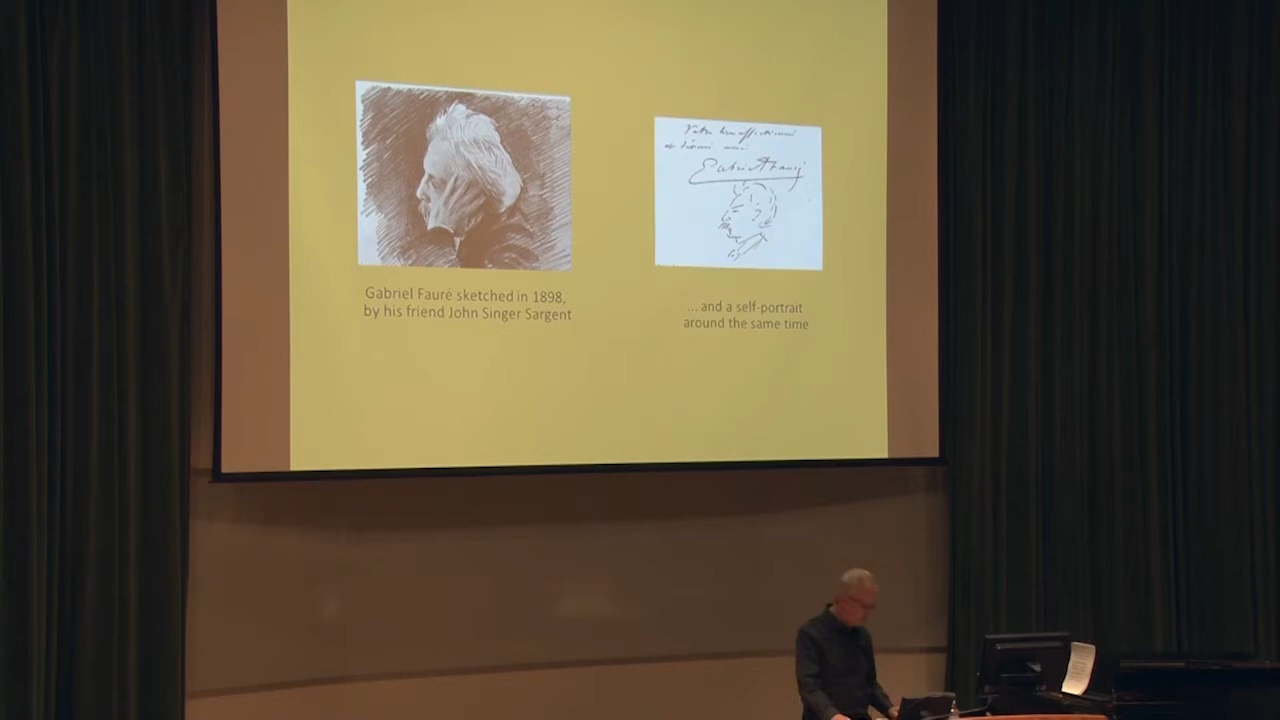 Gabriel Fauré sketched in 1898,
by his friend John Singer Sargent
Votre
Gabriel Fauré
... and a self-portrait
around the same time